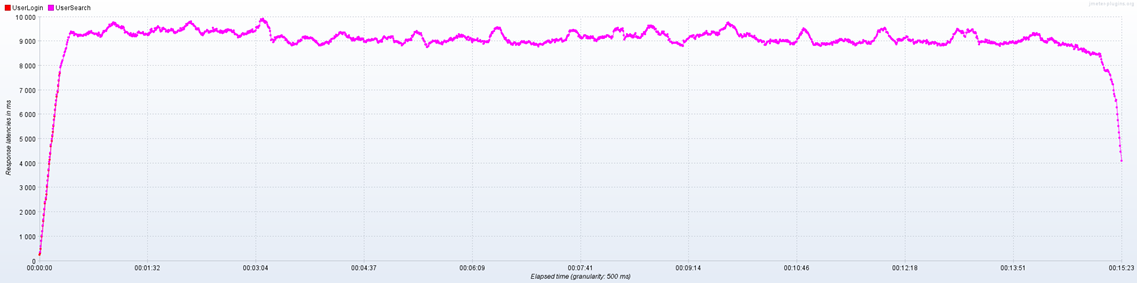 UserLogin UserSearch
jmeter-plugins.org
10 000
9 000
8 000
7 000
6 000
5 000
4 000
3 000
2 000
1 000
0
Response latencies in ms
00:00:00 00:01:32 00:03:04 00:04:37 00:06:09 00:07:41 00:09:14 00:10:46 00:12:18 00:13:51 00:15:23
Elapsed time (granularity: 500 ms)